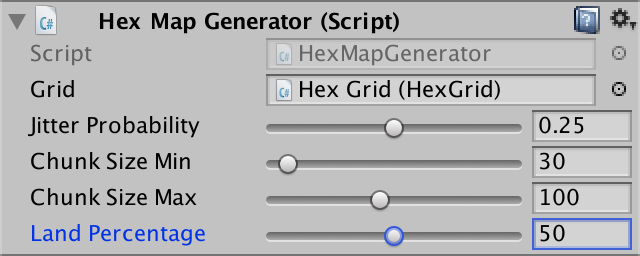 Hex Map Generator (Script)
Script HexMapGenerator
Grid Hex Grid (HexGrid)
Jitter Probability 0.25
Chunk Size Min 30
Chunk Size Max 100
Land Percentage 50